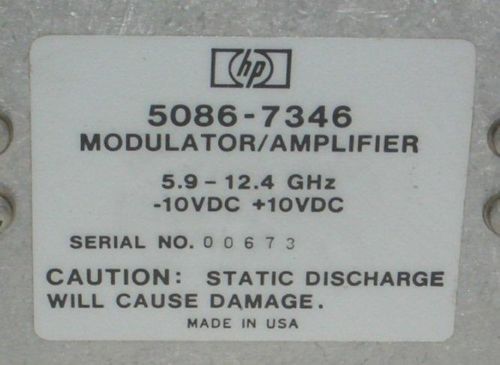 hp
5086-7346
MODULATOR/AMPLIFIER
5.9 - 12.4 GHz
-10VDC +10VDC
SERIAL NO. 00673
CAUTION: STATIC DISCHARGE
WILL CAUSE DAMAGE.
MADE IN USA